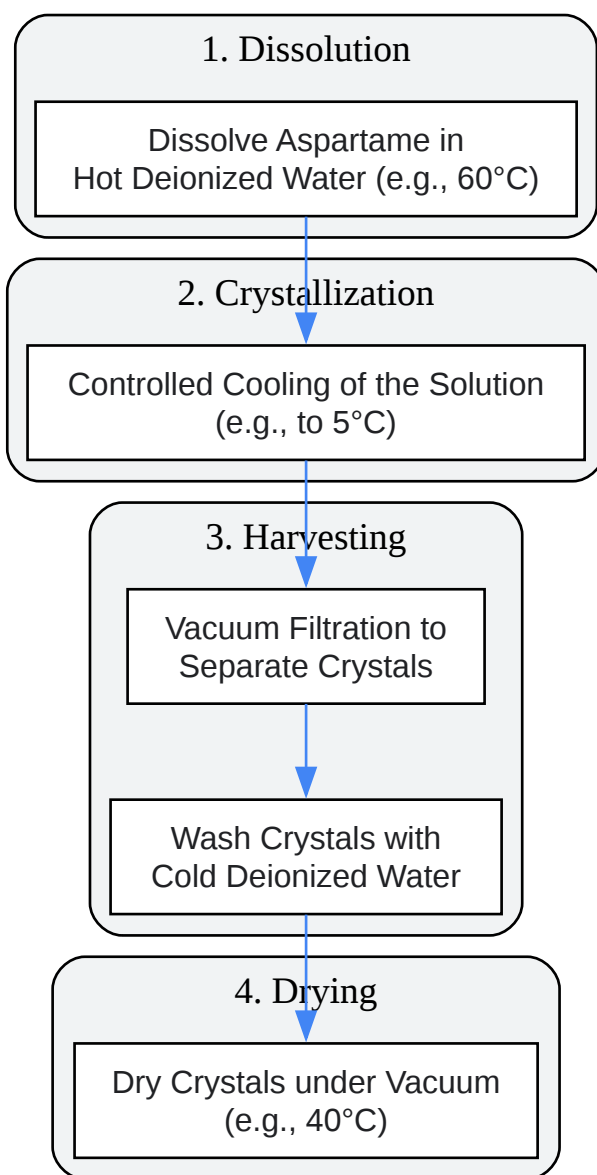 1. Dissolution
Dissolve Aspartame in
Hot Deionized Water (e.g., 60°C)
2. Crystallization
Controlled Cooling of the Solution
(e.g., to 5°C)
3. Harvesting
Vacuum Filtration to
Separate Crystals
Wash Crystals with
Cold Deionized Water
4. Drying
Dry Crystals under Vacuum
(e.g., 40°C)